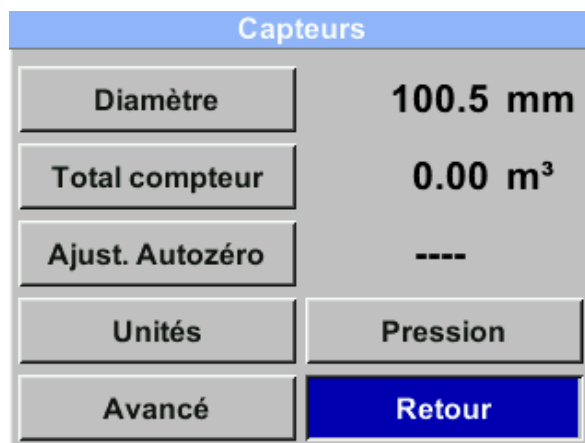 Capteurs
Diamètre 100.5 mm
Total compteur 0.00 m³
Ajust. Autozéro ----
Unités Pression
Avancé Retour